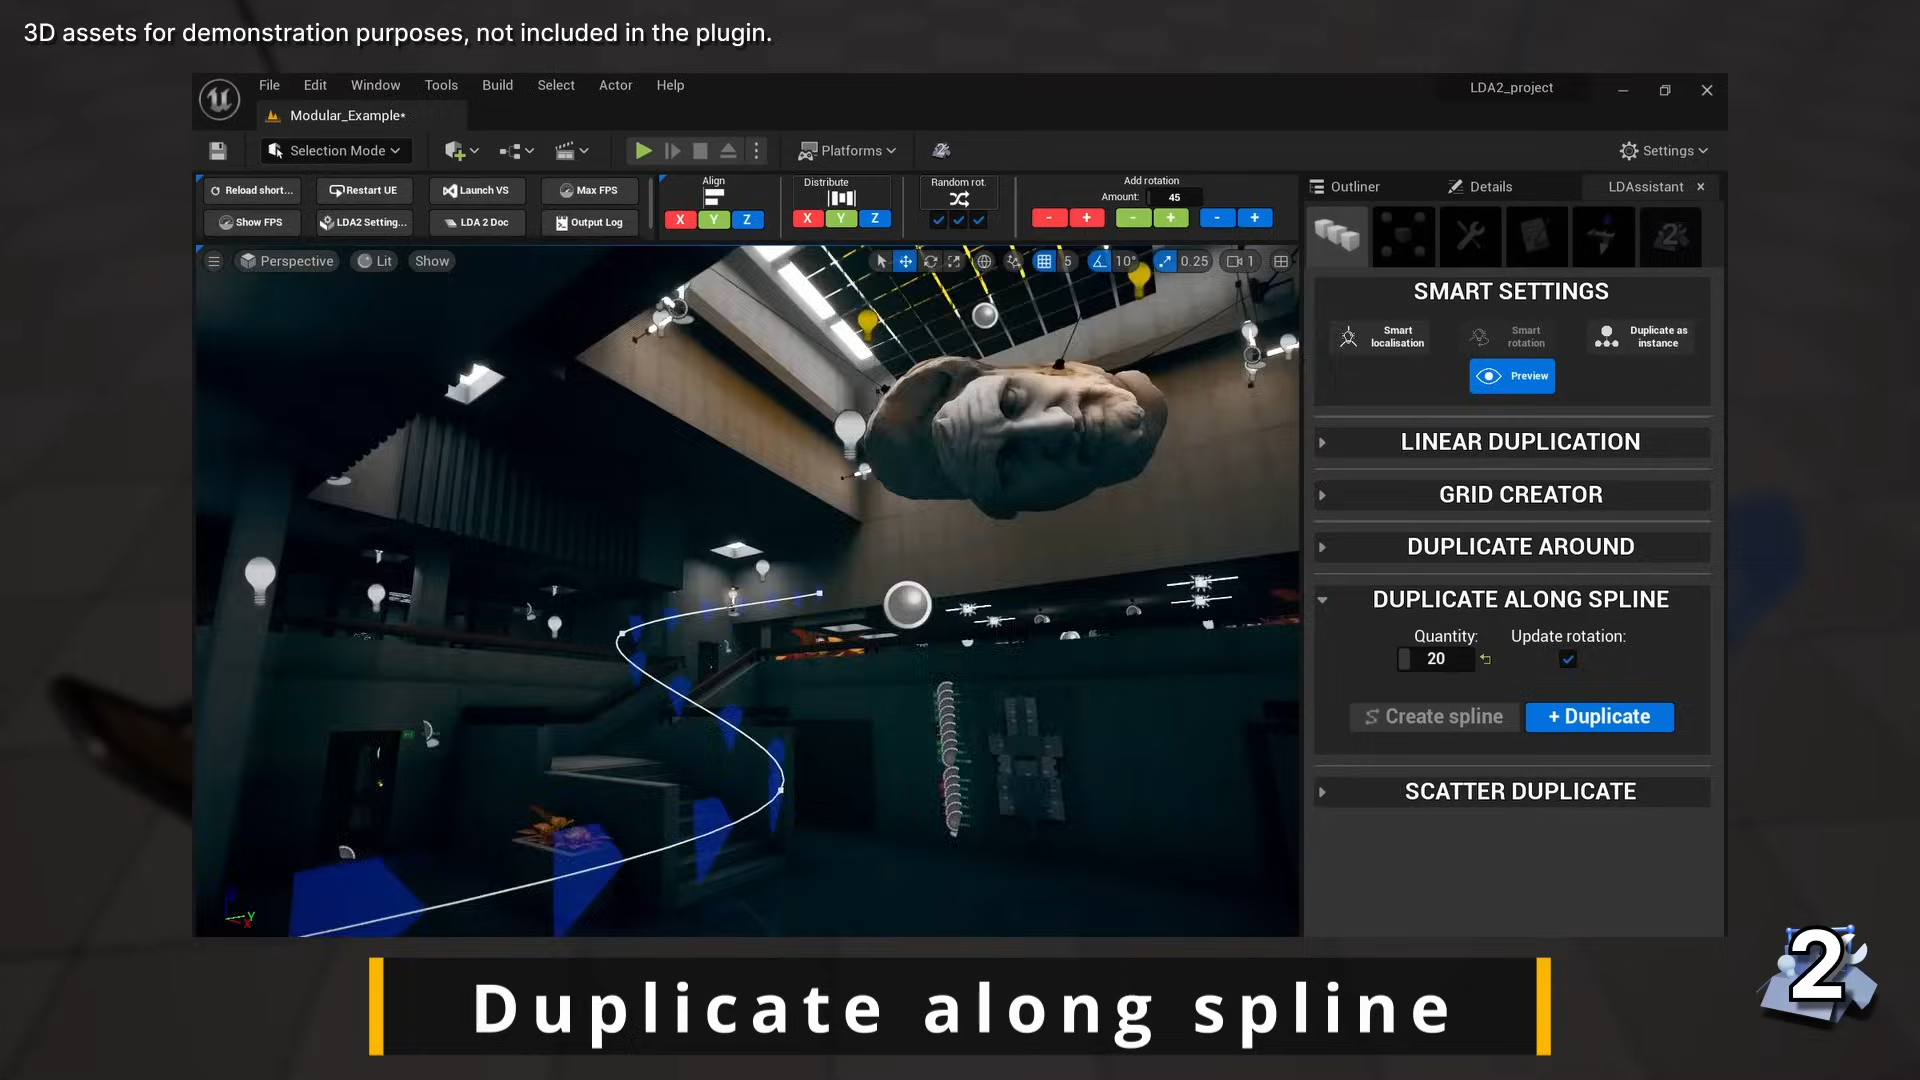 3D assets for demonstration purposes, not included in the plugin.
File Edit Window Tools Build Select Actor Help
LDA2_project
Modular_Example*
Selection Mode
Platforms
Settings
Reload short... Restart UE Launch VS Max FPS
Show FPS LDA2 Setting... LDA 2 Doc Output Log
Align
X Y Z
Distribute
X Y Z
Random rot.
Add rotation
Amount: 45
- + - + - +
Outliner Details LDAssistant
Perspective Lit Show
5 10° 0.25 1
SMART SETTINGS
Smart localisation
Smart rotation
Duplicate as instance
Preview
LINEAR DUPLICATION
GRID CREATOR
DUPLICATE AROUND
DUPLICATE ALONG SPLINE
Quantity: Update rotation:
20
Create spline + Duplicate
SCATTER DUPLICATE
Y
X
Duplicate along spline
2